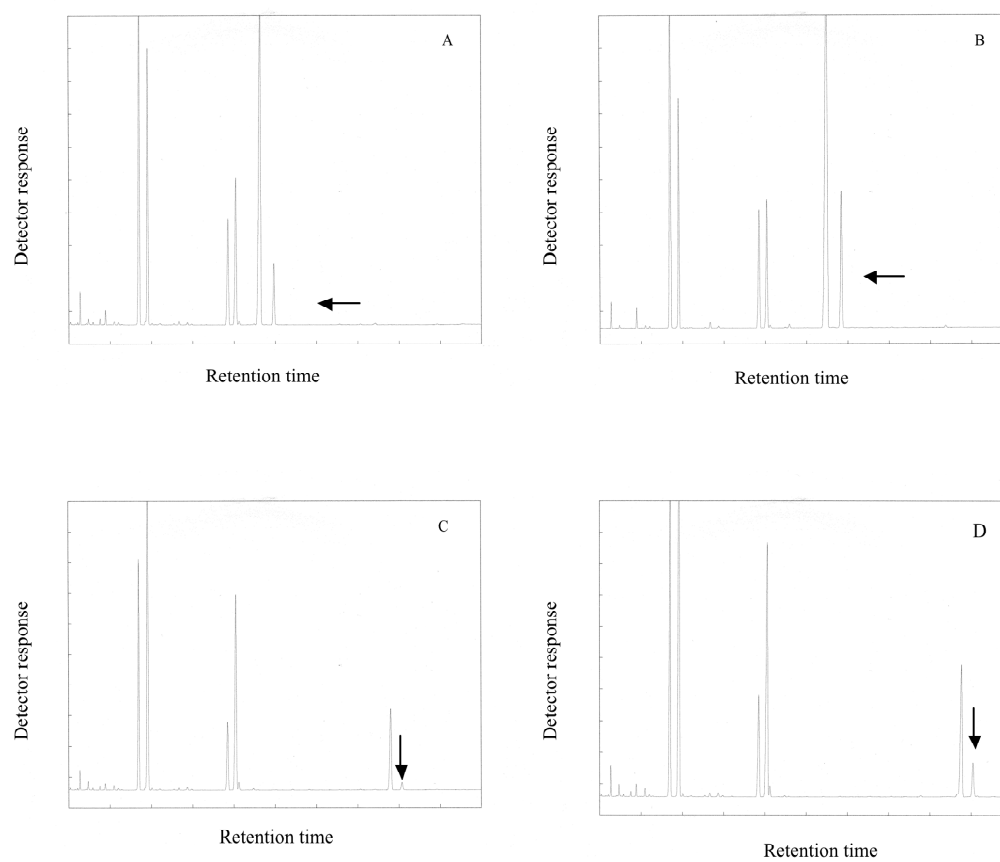 A
Detector response
Retention time
B
Detector response
Retention time
C
Detector response
Retention time
D
Detector response
Retention time